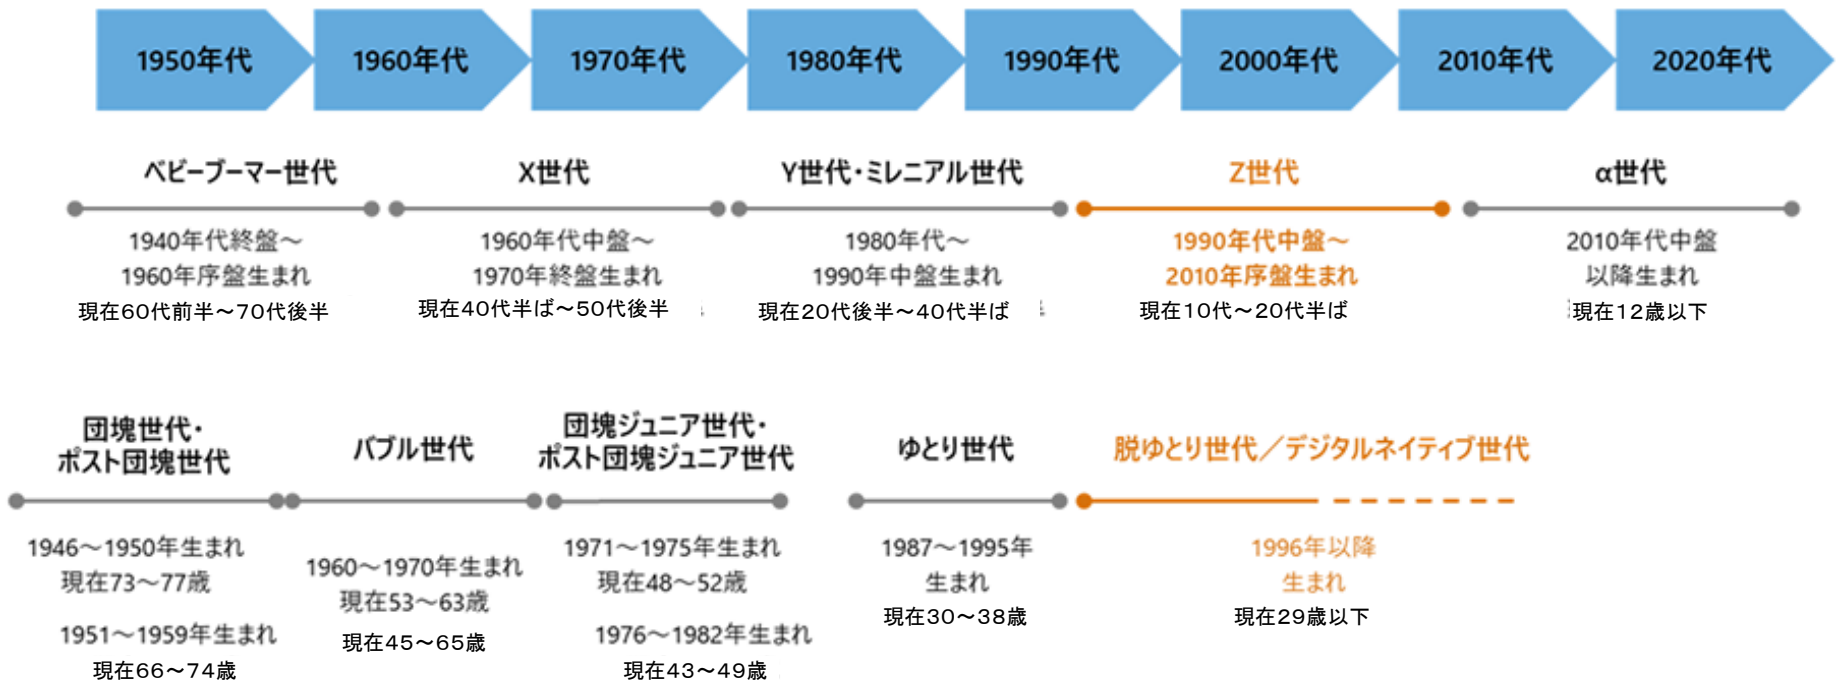 1950年代
1960年代
1970年代
1980年代
1990年代
2000年代
2010年代
2020年代
ベビーブーマー世代
1940年代終盤～
1960年序盤生まれ
現在60代前半～70代後半
X世代
1960年代中盤～
1970年終盤生まれ
現在40代半ば～50代後半
Y世代・ミレニアル世代
1980年代～
1990年中盤生まれ
現在20代後半～40代半ば
Z世代
1990年代中盤～
2010年序盤生まれ
現在10代～20代半ば
α世代
2010年代中盤
以降生まれ
現在12歳以下
団塊世代・
ポスト団塊世代
1946～1950年生まれ
現在73～77歳
1951～1959年生まれ
現在66～74歳
バブル世代
1960～1970年生まれ
現在53～63歳
現在45～65歳
団塊ジュニア世代・
ポスト団塊ジュニア世代
1971～1975年生まれ
現在48～52歳
1976～1982年生まれ
現在43～49歳
ゆとり世代
1987～1995年
生まれ
現在30～38歳
脱ゆとり世代／デジタルネイティブ世代
1996年以降
生まれ
現在29歳以下